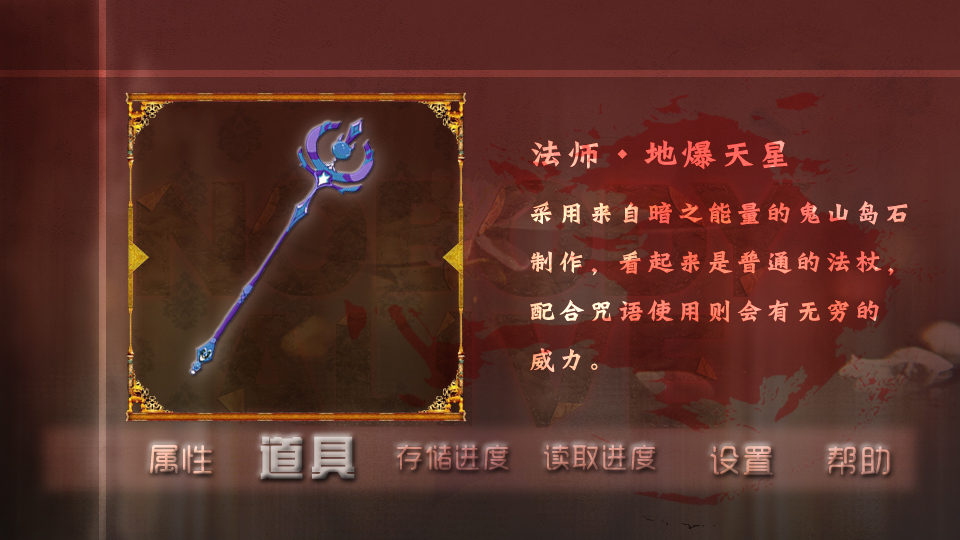 法师·地爆天星
采用来自暗之能量的鬼山岛石
制作，看起来是普通的法杖，
配合咒语使用则会有无穷的
威力。
属性 道具 存储进度 读取进度 设置 帮助